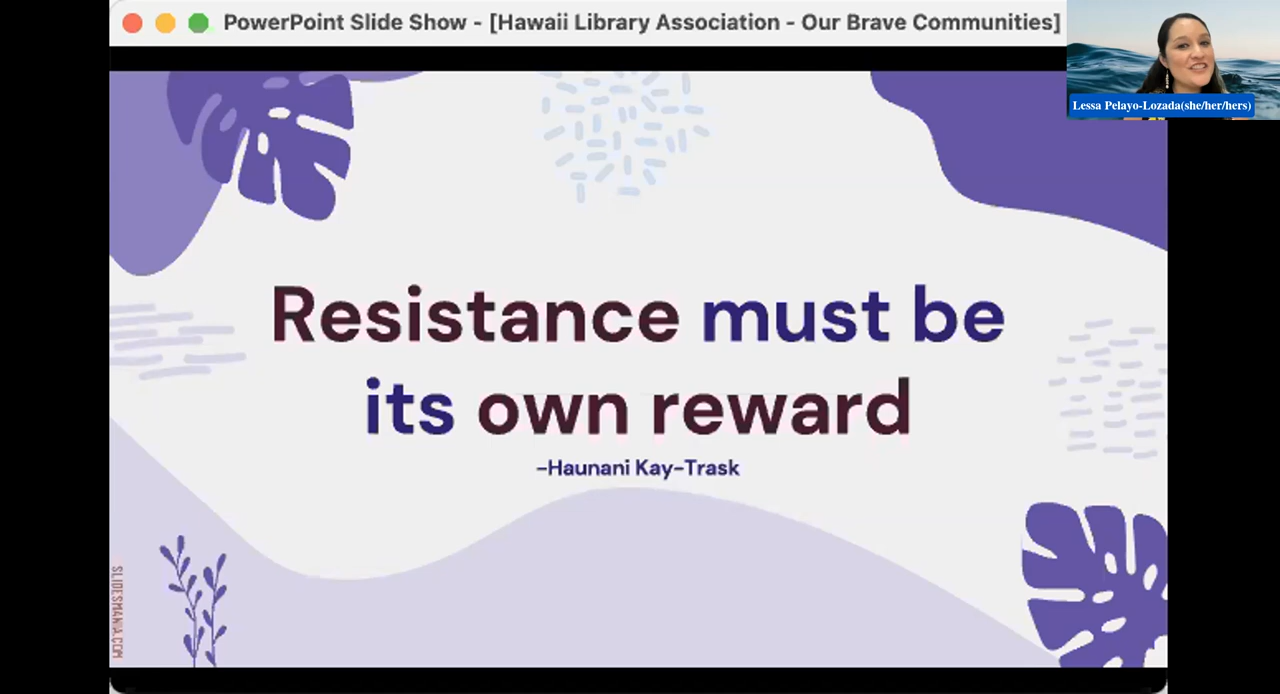 PowerPoint Slide Show - [Hawaii Library Association - Our Brave Communities]
Lessa Pelayo-Lozada(she/her/hers)
Resistance must be
its own reward
-Haunani Kay-Trask
SLIDESMANIA.COM